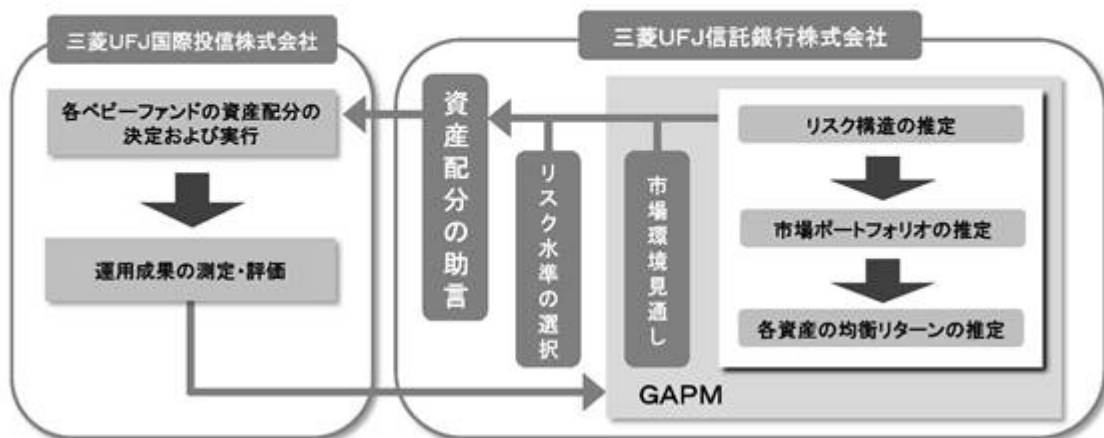 三菱UFJ国際投信株式会社
各ベビーファンドの資産配分の
決定および実行
運用成果の測定・評価
三菱UFJ信託銀行株式会社
資産配分の助言
リスク水準の選択
市場環境見通し
リスク構造の推定
市場ポートフォリオの推定
各資産の均衡リターンの推定
GAPM